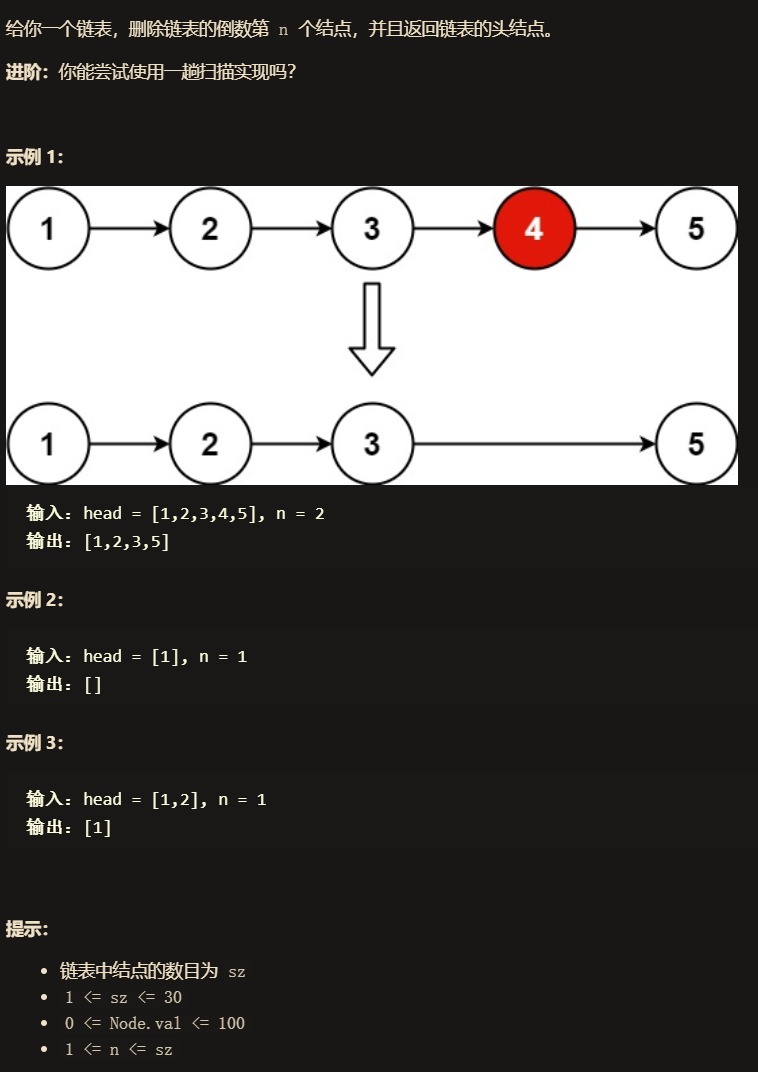 给你一个链表，删除链表的倒数第 n 个结点，并且返回链表的头结点。
进阶：你能尝试使用一趟扫描实现吗？
示例 1：
1 2 3 4 5
1 2 3 5
输入：head = [1,2,3,4,5], n = 2
输出：[1,2,3,5]
示例 2：
输入：head = [1], n = 1
输出：[]
示例 3：
输入：head = [1,2], n = 1
输出：[1]
提示：
• 链表中结点的数目为 sz
• 1 <= sz <= 30
• 0 <= Node.val <= 100
• 1 <= n <= sz